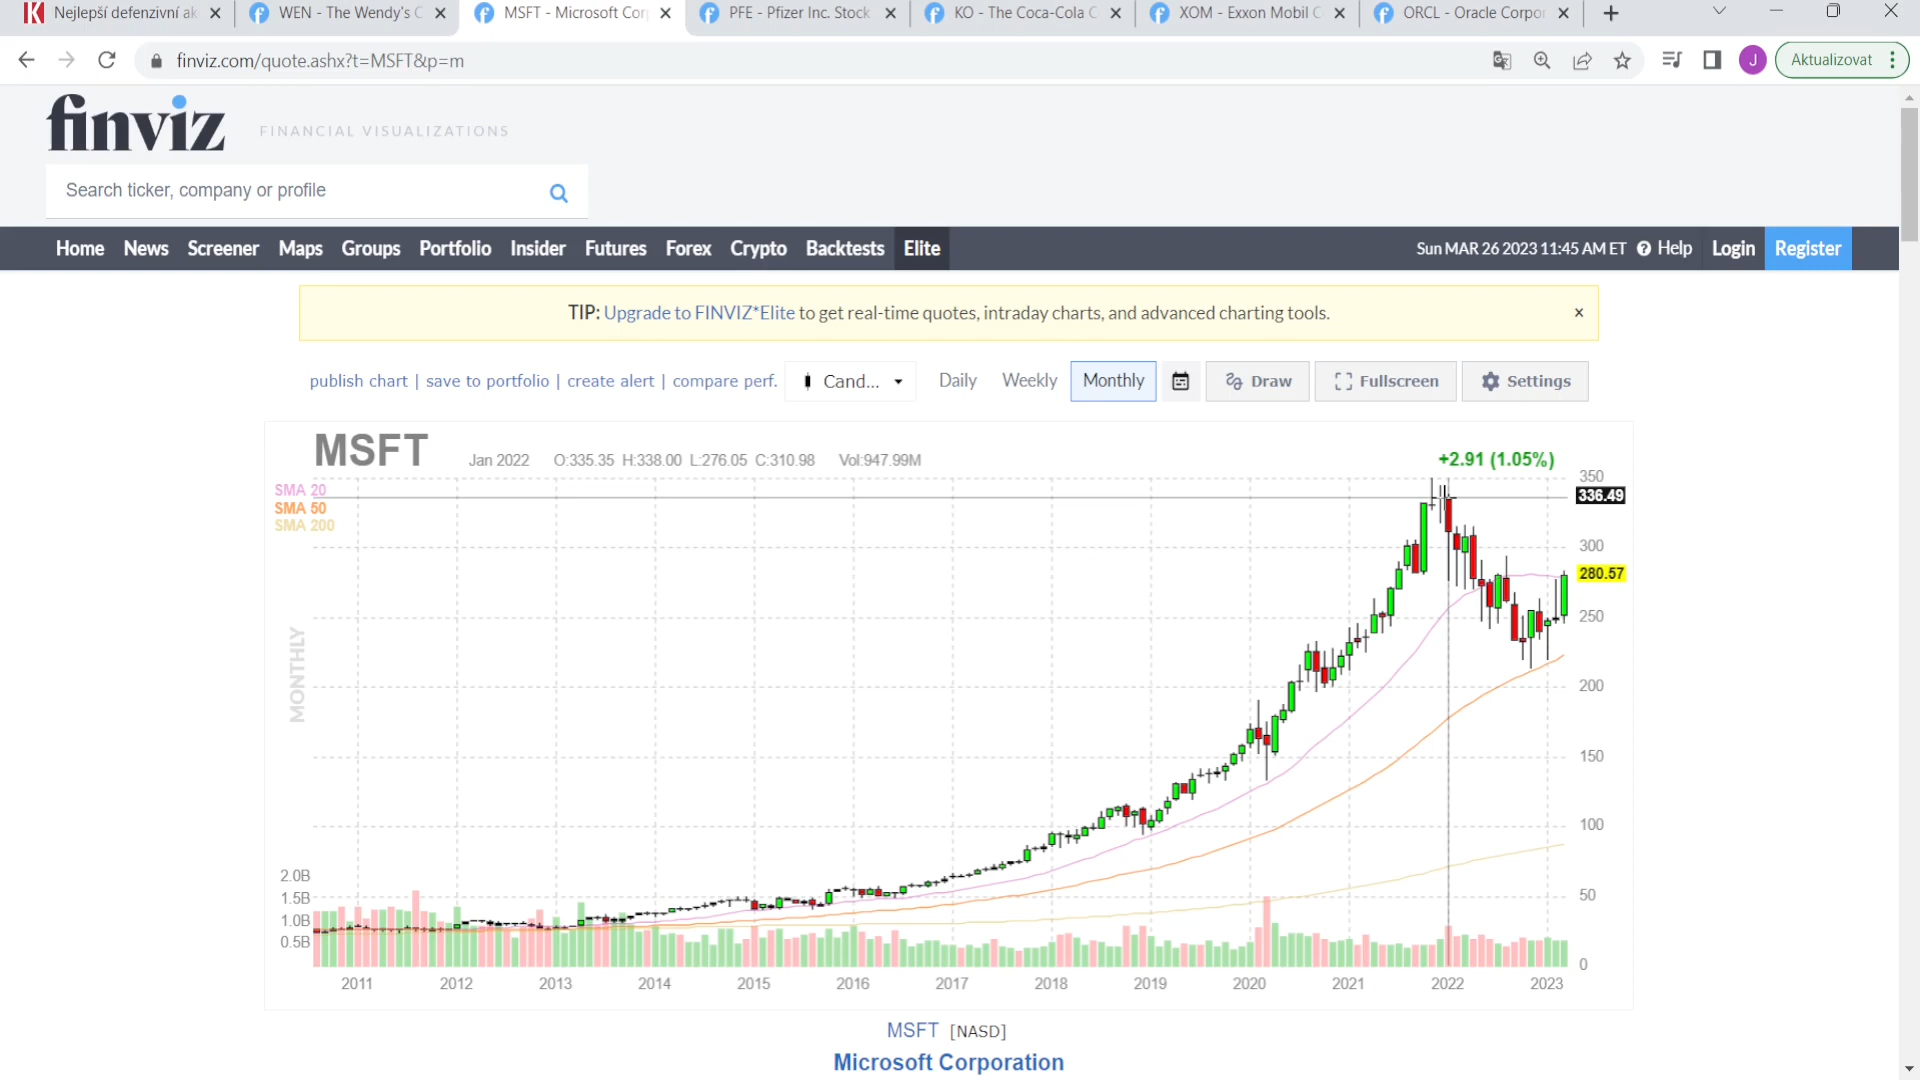 Nejlepší defenzivní ak
WEN - The Wendy's C
MSFT - Microsoft Cor
PFE - Pfizer Inc. Stock
KO - The Coca-Cola C
XOM - Exxon Mobil C
ORCL - Oracle Corpor
finviz.com/quote.ashx?t=MSFT&p=m
J
Aktualizovat
finviz
FINANCIAL VISUALIZATIONS
Search ticker, company or profile
Home News Screener Maps Groups Portfolio Insider Futures Forex Crypto Backtests Elite
Sun MAR 26 2023 11:45 AM ET Help Login Register
TIP: Upgrade to FINVIZ*Elite to get real-time quotes, intraday charts, and advanced charting tools. ×
publish chart | save to portfolio | create alert | compare perf. Cand... Daily Weekly Monthly Draw Fullscreen Settings
MSFT Jan 2022 O:335.35 H:338.00 L:276.05 C:310.98 Vol:947.99M +2.91 (1.05%)
SMA 20
SMA 50
SMA 200
MONTHLY
350
336.49
300
280.57
250
200
150
100
50
0
2.0B
1.5B
1.0B
0.5B
2011 2012 2013 2014 2015 2016 2017 2018 2019 2020 2021 2022 2023
MSFT [NASD]
Microsoft Corporation